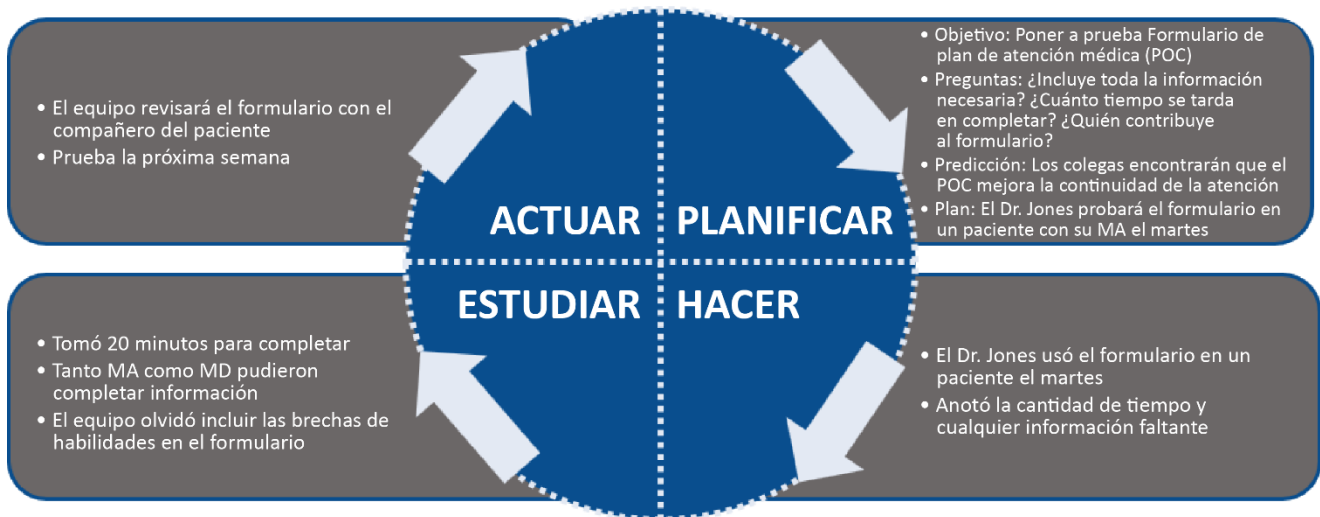 • El equipo revisará el formulario con el
compañero del paciente
• Prueba la próxima semana
• Objetivo: Poner a prueba Formulario de
plan de atención médica (POC)
• Preguntas: ¿Incluye toda la información
necesaria? ¿Cuánto tiempo se tarda
en completar? ¿Quién contribuye
al formulario?
• Predicción: Los colegas encontrarán que el
POC mejora la continuidad de la atención
• Plan: El Dr. Jones probará el formulario en
un paciente con su MA el martes
ACTUAR
PLANIFICAR
ESTUDIAR
HACER
• Tomó 20 minutos para completar
• Tanto MA como MD pudieron
completar información
• El equipo olvidó incluir las brechas de
habilidades en el formulario
• El Dr. Jones usó el formulario en un
paciente el martes
• Anotó la cantidad de tiempo y
cualquier información faltante